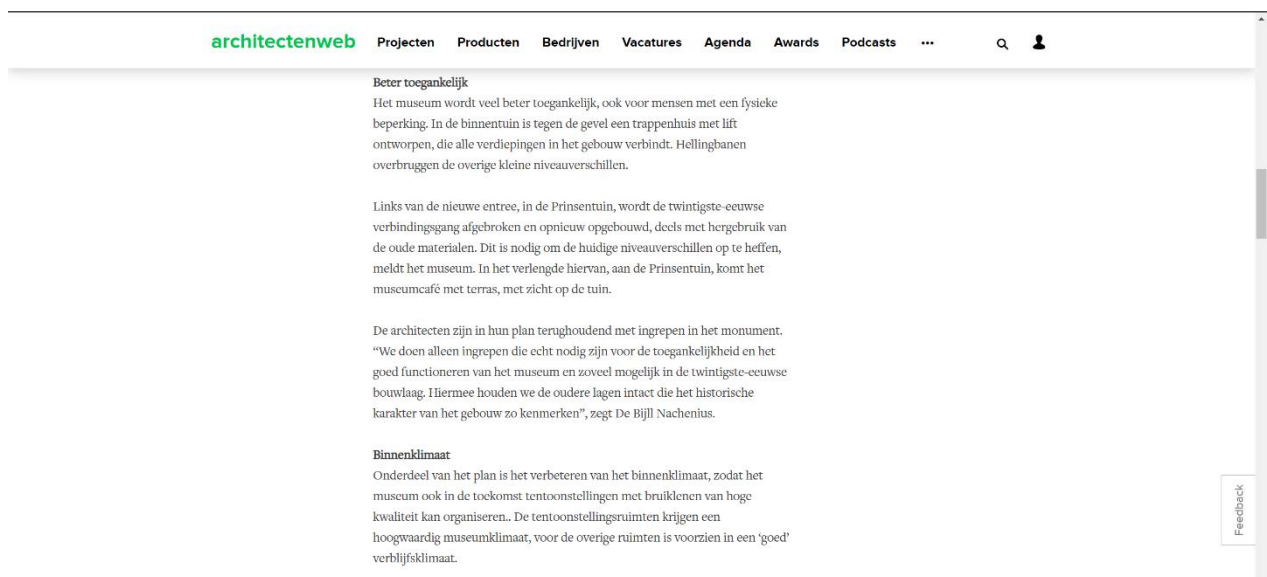 architectenweb Projecten Producten Bedrijven Vacatures Agenda Awards Podcasts ...
Beter toegankelijk
Het museum wordt veel beter toegankelijk, ook voor mensen met een fysieke
beperking. In de binnentuin is tegen de gevel een trappenhuis met lift
ontworpen, die alle verdiepingen in het gebouw verbindt. Hellingbanen
overbruggen de overige kleine niveauverschillen.
Links van de nieuwe entree, in de Prinsentuin, wordt de twintigste-eeuwse
verbindingsgang afgebroken en opnieuw opgebouwd, deels met hergebruik van
de oude materialen. Dit is nodig om de huidige niveauverschillen op te heffen,
meldt het museum. In het verlengde hiervan, aan de Prinsentuin, komt het
museumcafé met terras, met zicht op de tuin.
De architecten zijn in hun plan terughoudend met ingrepen in het monument.
“We doen alleen ingrepen die echt nodig zijn voor de toegankelijkheid en het
goed functioneren van het museum en zoveel mogelijk in de twintigste-eeuwse
bouwlaag. Hiermee houden we de oudere lagen intact die het historische
karakter van het gebouw zo kenmerken”, zegt De Bijll Nachenius.
Binnenklimaat
Onderdeel van het plan is het verbeteren van het binnenklimaat, zodat het
museum ook in de toekomst tentoonstellingen met bruiklenen van hoge
kwaliteit kan organiseren.. De tentoonstellingsruimten krijgen een
hoogwaardig museumklimaat, voor de overige ruimten is voorzien in een ‘goed’
verblijfsklimaat.
Feedback